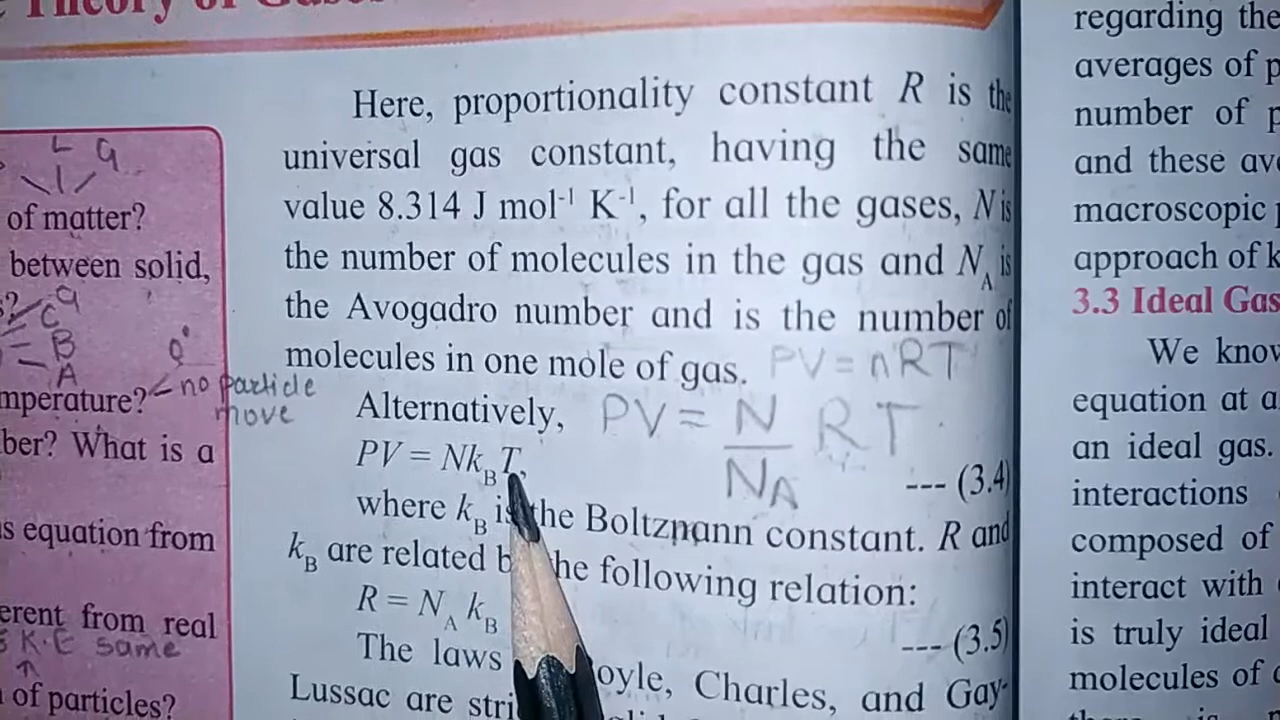 Theory of Gases
L G
of matter?
between solid,
G
C
B
A
0°
no particle
move
mperature?
ber? What is a
s equation from
erent from real
K.E same
of particles?
Here, proportionality constant R is the
universal gas constant, having the same
value 8.314 J mol⁻¹ K⁻¹, for all the gases, N is
the number of molecules in the gas and N_A is
the Avogadro number and is the number of
molecules in one mole of gas. PV = nRT
Alternatively, PV = N/N_A RT
PV = Nk_B T,
--- (3.4)
where k_B is the Boltzmann constant. R and
k_B are related b he following relation:
R = N_A k_B
--- (3.5)
The laws oyle, Charles, and Gay-
Lussac are stri
regarding the
averages of p
number of p
and these ave
macroscopic
approach of k
3.3 Ideal Gas
We know
equation at a
an ideal gas.
interactions
composed of
interact with
is truly ideal
molecules of